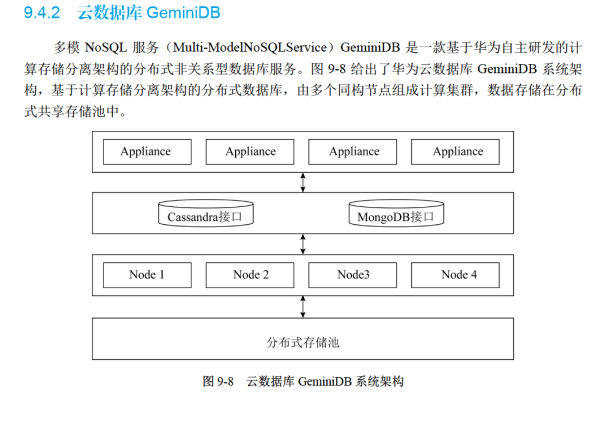 9.4.2 云数据库 GeminiDB
多模 NoSQL 服务（Multi-ModelNoSQLService）GeminiDB 是一款基于华为自主研发的计
算存储分离架构的分布式非关系型数据库服务。图 9-8 给出了华为云数据库 GeminiDB 系统架
构，基于计算存储分离架构的分布式数据库，由多个同构节点组成计算集群，数据存储在分布
式共享存储池中。
Appliance Appliance Appliance Appliance
Cassandra接口 MongoDB接口
Node 1 Node 2 Node3 Node 4
分布式存储池
图 9-8 云数据库 GeminiDB 系统架构